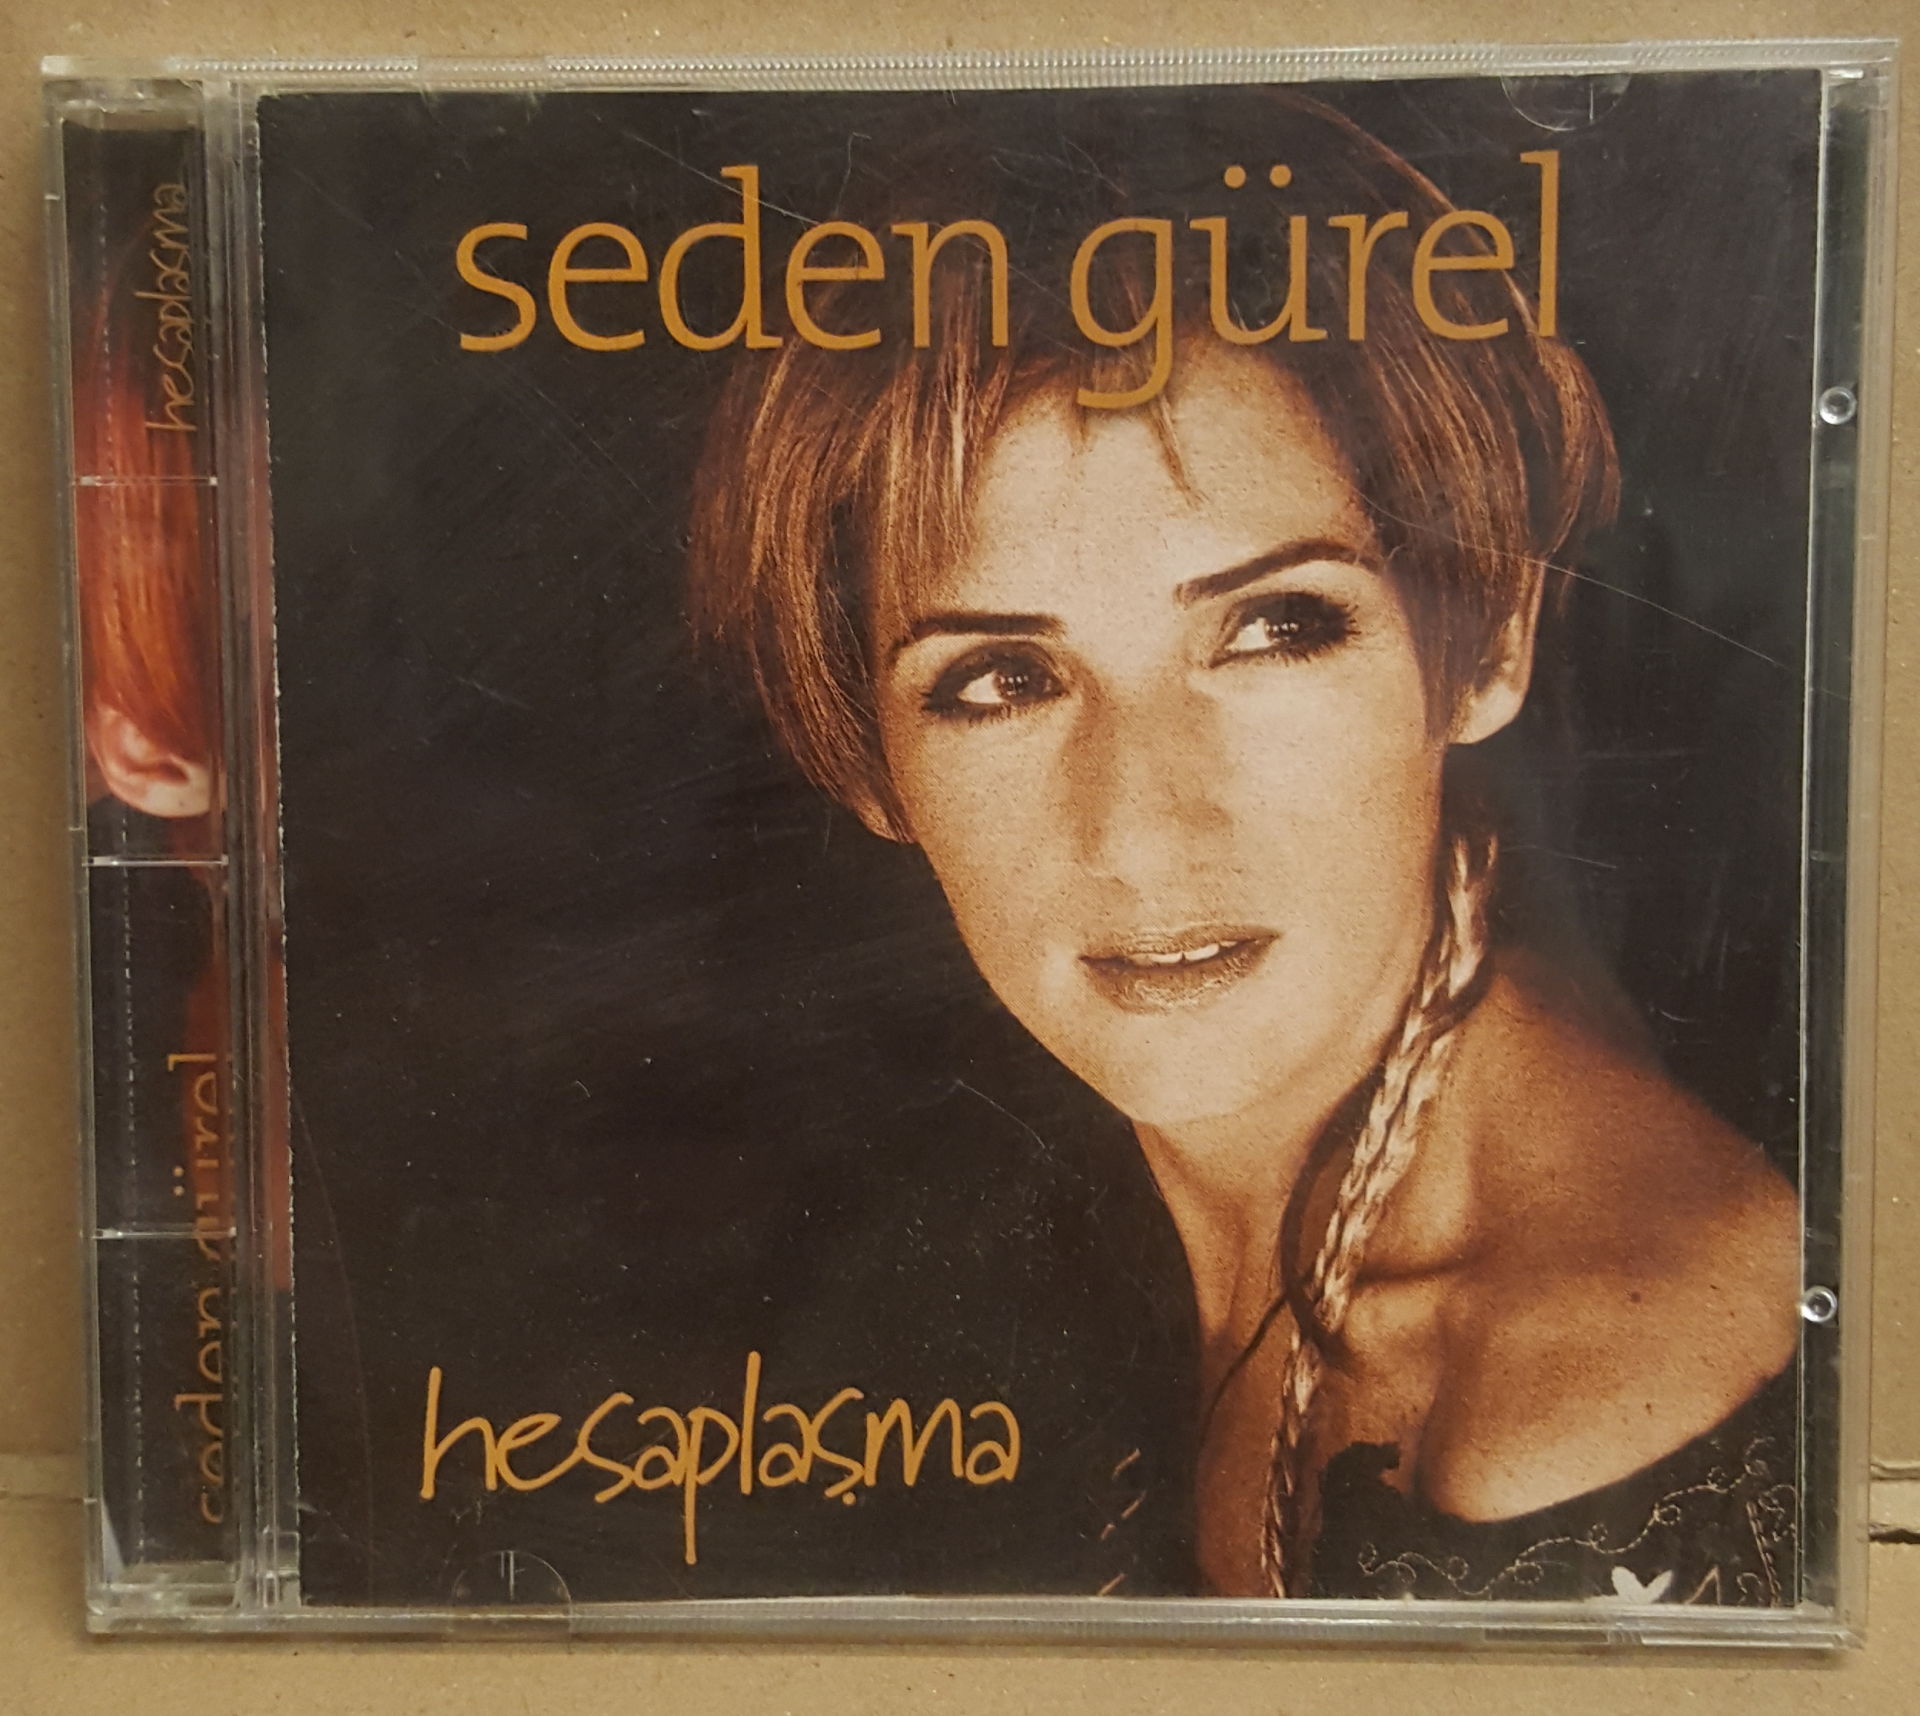 seden gürel
hesaplaşma
hesaplaşma
seden gürel